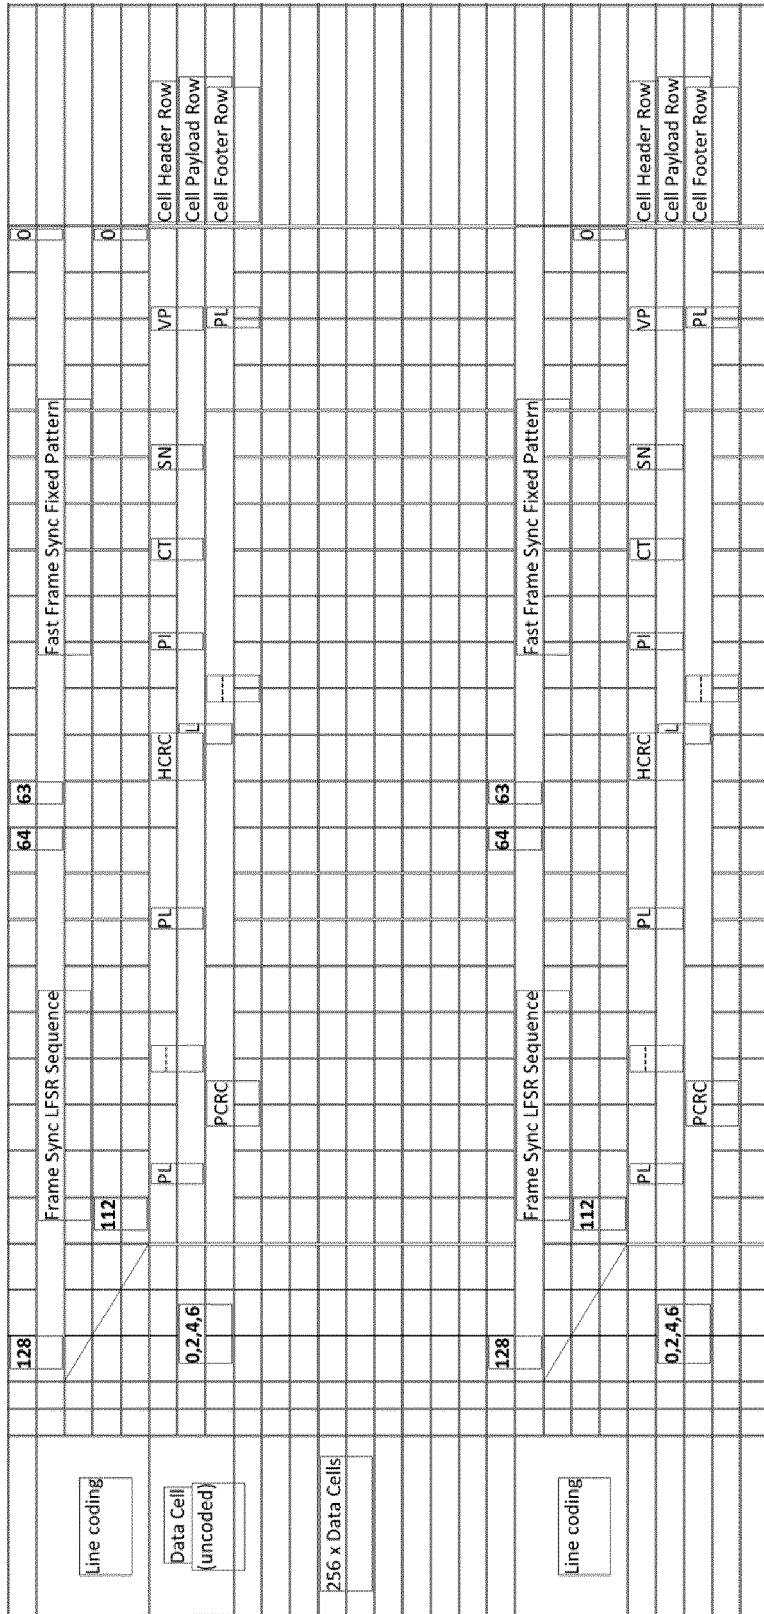 128 64 63 0
Frame Sync LFSR Sequence Fast Frame Sync Fixed Pattern
Line coding 112 0
PL ---- PL HCRC PI CT SN VP Cell Header Row
Data Cell 0,2,4,6 L Cell Payload Row
(uncoded) PCRC ---- PL Cell Footer Row
256 x Data Cells
128 64 63
Frame Sync LFSR Sequence Fast Frame Sync Fixed Pattern
Line coding 112 0
PL ---- PL HCRC PI CT SN VP Cell Header Row
0,2,4,6 L Cell Payload Row
PCRC ---- PL Cell Footer Row